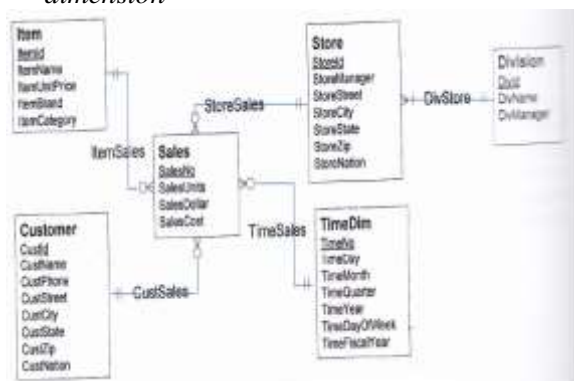 dimension
Item
ItemId
ItemName
ItemUnitPrice
ItemBrand
ItemCategory
Store
StoreId
StoreManager
StoreStreet
StoreCity
StoreState
StoreZip
StoreNation
Division
DivId
DivName
DivManager
StoreSales
DivStore
ItemSales
Sales
SalesNo
SalesUnits
SalesDollar
SalesCost
TimeSales
Customer
CustId
CustName
CustPhone
CustStreet
CustCity
CustState
CustZip
CustNation
CustSales
TimeDim
TimeNo
TimeDay
TimeMonth
TimeQuarter
TimeYear
TimeDayOfWeek
TimeFiscalYear